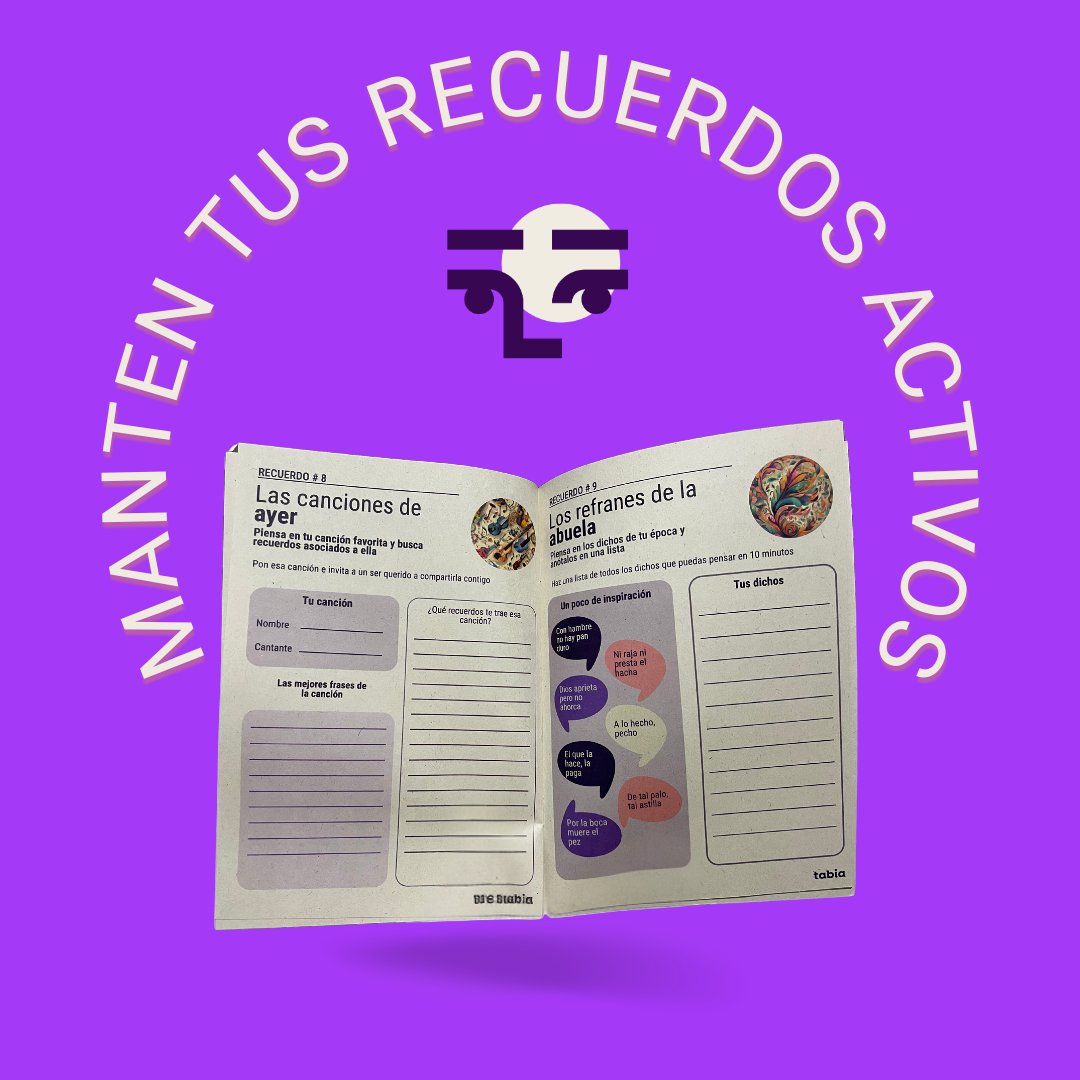 MANTEN TUS RECUERDOS ACTIVOS
RECUERDO # 8
Las canciones de
ayer
Piensa en tu canción favorita y busca
recuerdos asociados a ella
Pon esa canción e invita a un ser querido a compartirla contigo
Tu canción
Nombre
Cantante
Las mejores frases de
la canción
¿Qué recuerdos te trae esa
canción?
RECUERDO # 9
Los refranes de la
abuela
Piensa en los dichos de tu época y
anótalos en una lista
Haz una lista de todos los dichos que puedas pensar en 10 minutos
Un poco de inspiración
Con hambre
no hay pan
duro
Ni raja ni
presta el
hacha
Dios aprieta
pero no
ahorca
A lo hecho,
pecho
El que la
hace, la
paga
De tal palo,
tal astilla
Por la boca
muere el
pez
Tus dichos
tabia